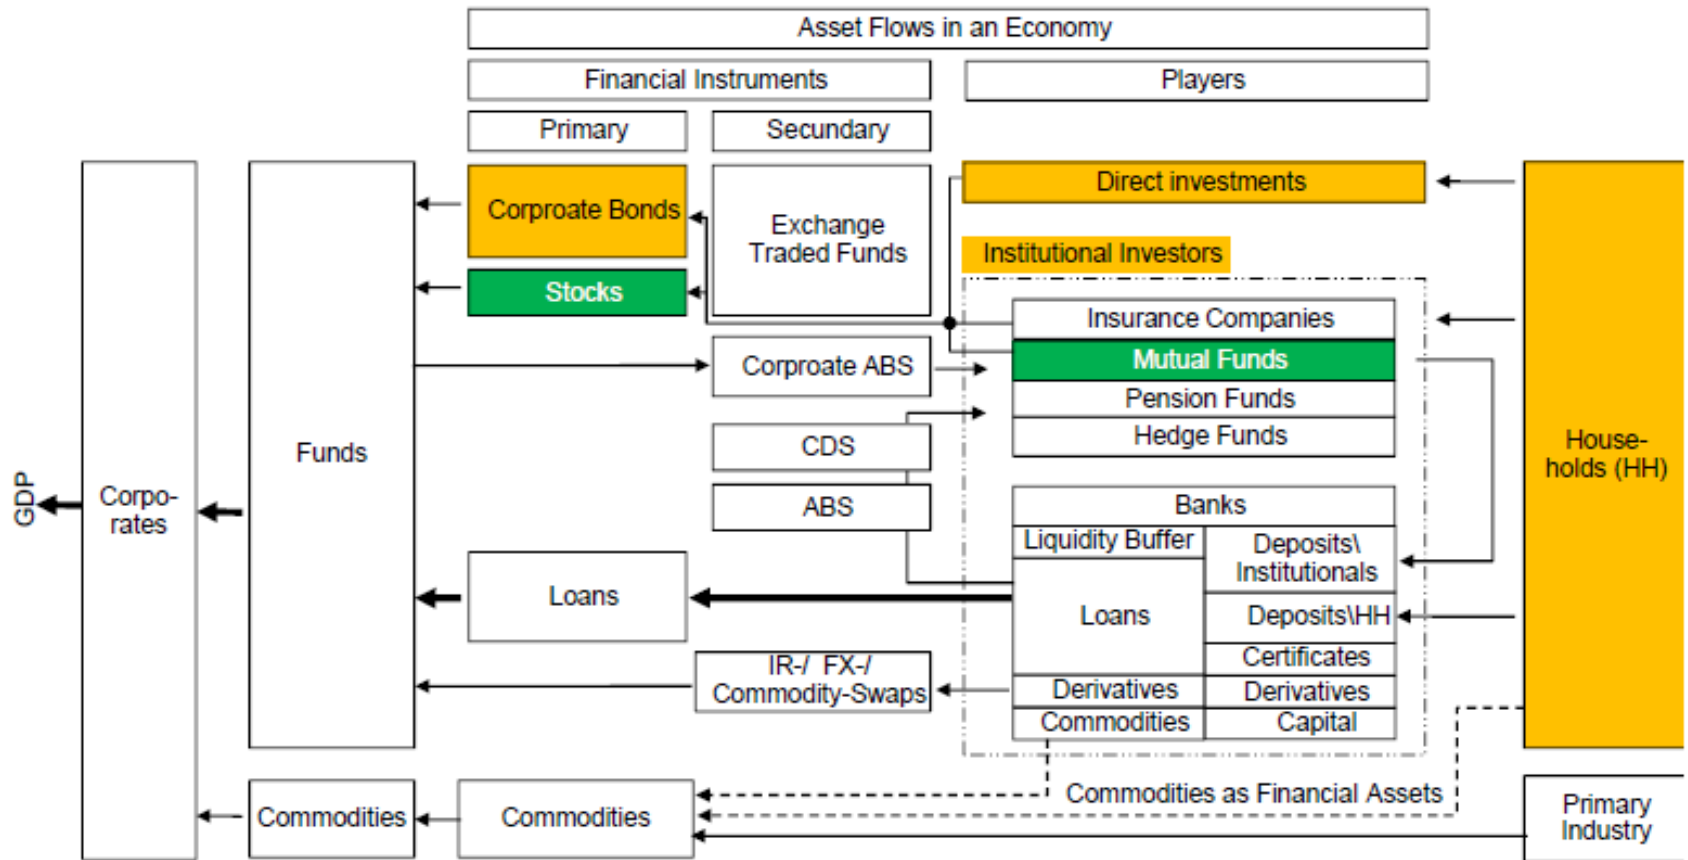 Asset Flows in an Economy
Financial Instruments
Players
Primary
Secundary
Corproate Bonds
Exchange
Traded Funds
Direct investments
Institutional Investors
Stocks
Insurance Companies
Mutual Funds
Corproate ABS
Pension Funds
Hedge Funds
CDS
ABS
Funds
House-
holds (HH)
GDP
Corpo-
rates
Banks
Liquidity Buffer
Deposits\
Institutionals
Loans
Loans
Deposits\HH
Certificates
IR-/ FX-/
Commodity-Swaps
Derivatives
Derivatives
Commodities
Capital
Commodities as Financial Assets
Commodities
Commodities
Primary
Industry